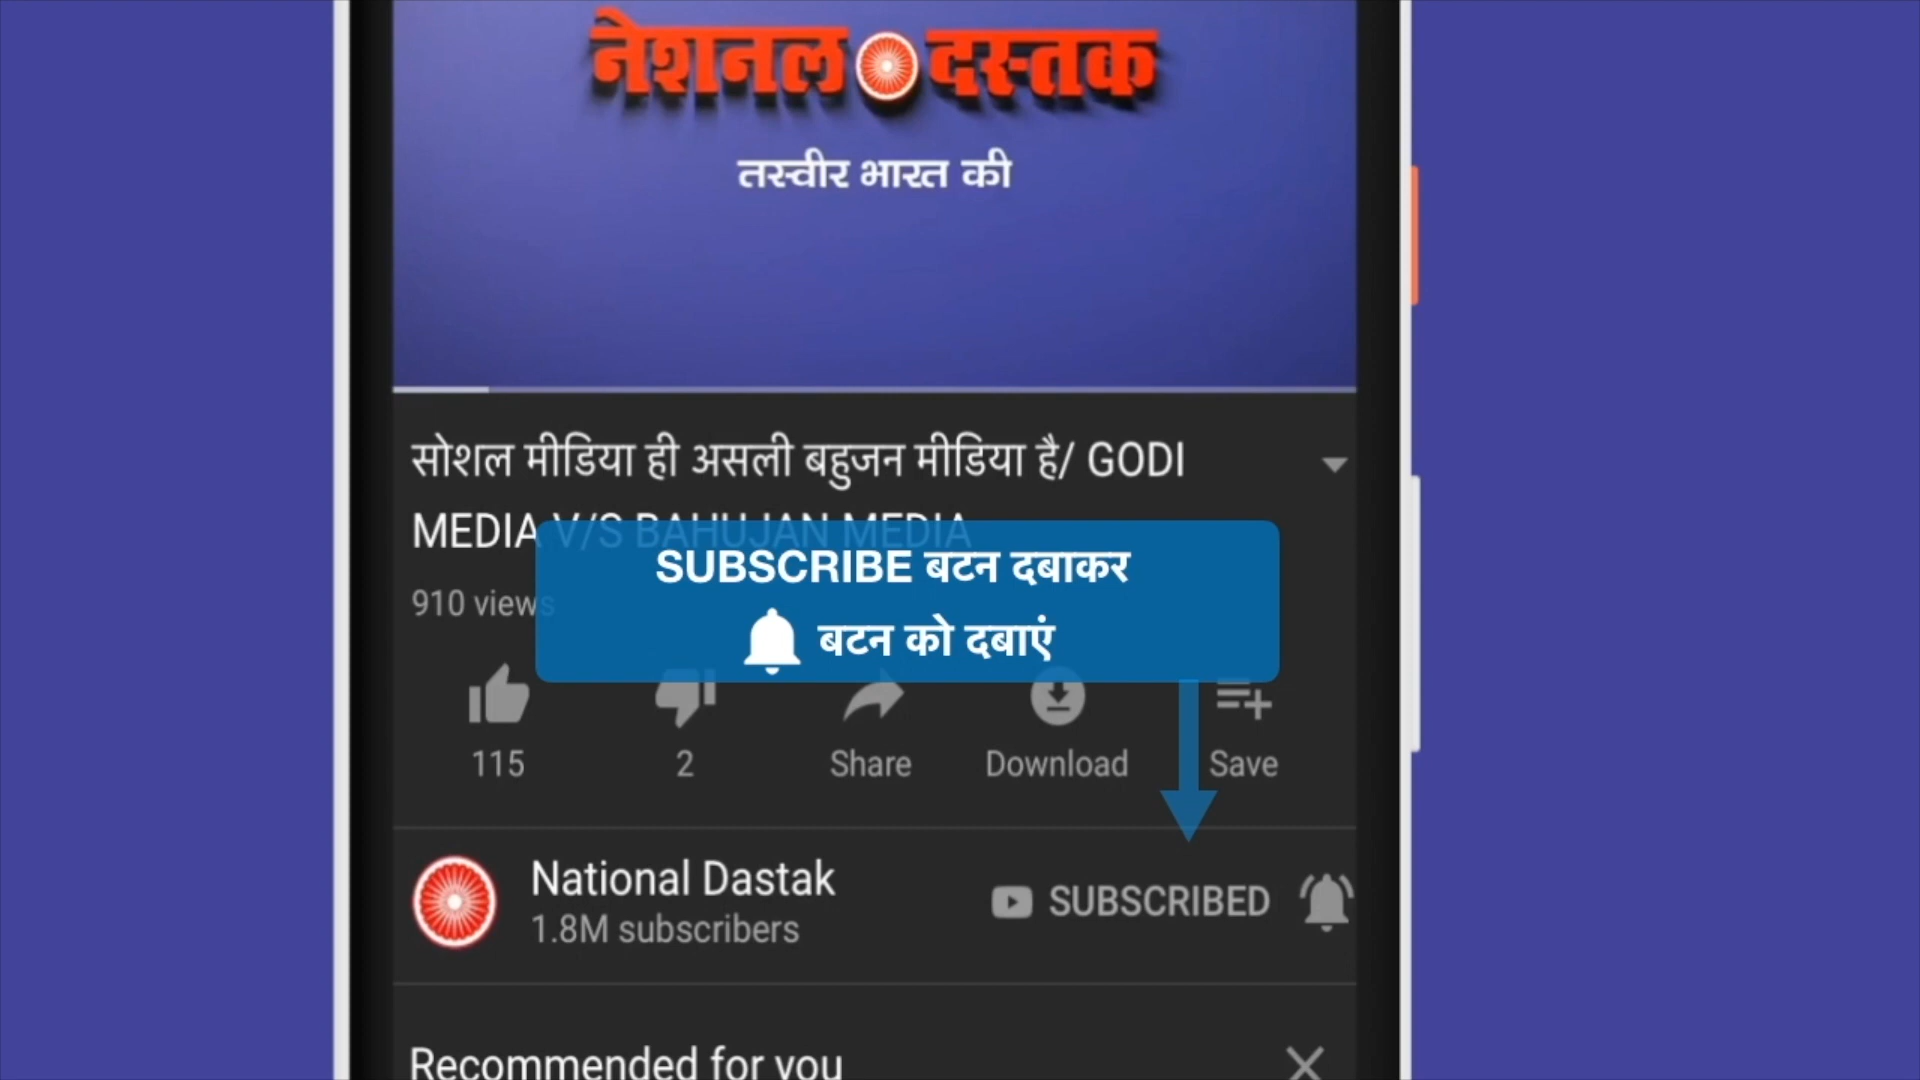 नेशनल दस्तक
तस्वीर भारत की
सोशल मीडिया ही असली बहुजन मीडिया है/ GODI
MEDIA V/S BAHUJAN MEDIA
910 views
SUBSCRIBE बटन दबाकर
बटन को दबाएं
115
2
Share
Download
Save
National Dastak
1.8M subscribers
SUBSCRIBED
Recommended for you